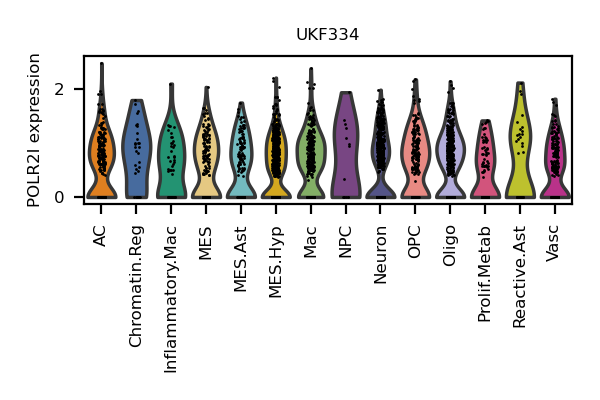 UKF334
POLR2I expression
2
0
AC
Chromatin.Reg
Inflammatory.Mac
MES
MES.Ast
MES.Hyp
Mac
NPC
Neuron
OPC
Oligo
Prolif.Metab
Reactive.Ast
Vasc